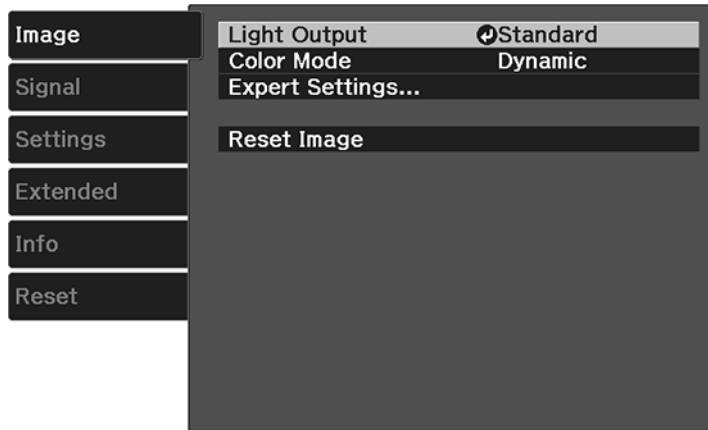 Image
Signal
Settings
Extended
Info
Reset
Light Output Standard
Color Mode Dynamic
Expert Settings...
Reset Image